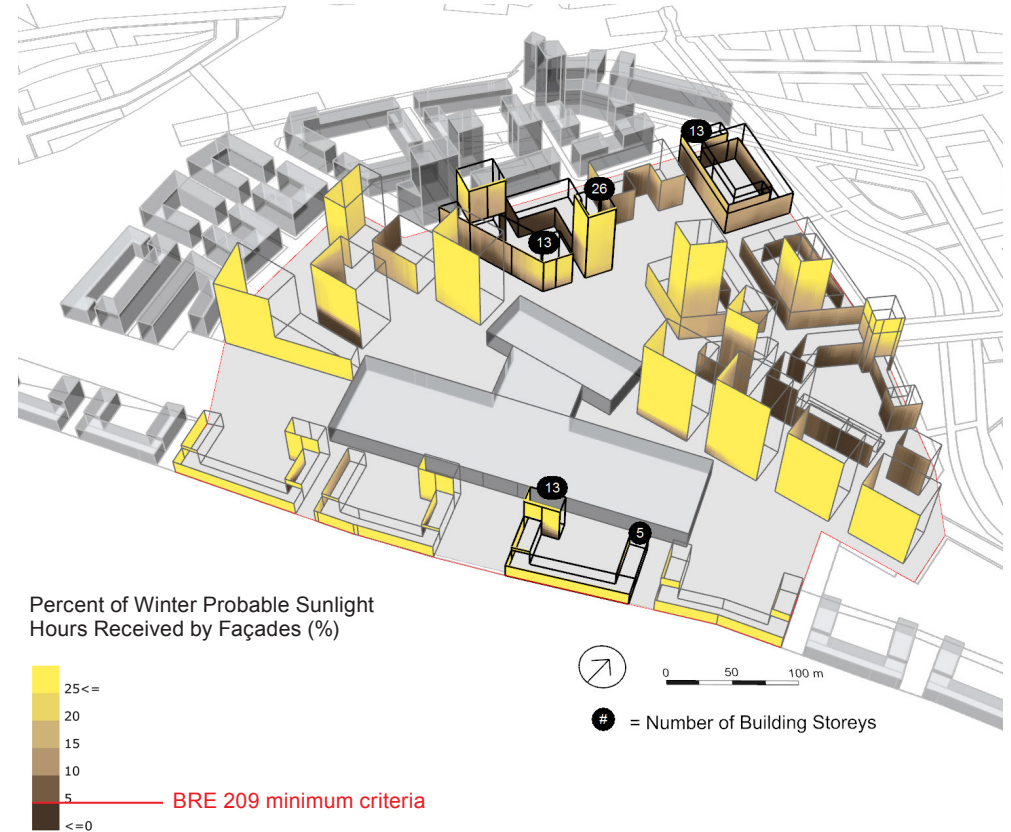 13
26
13
13
5
Percent of Winter Probable Sunlight
Hours Received by Façades (%)
25<=
20
15
10
5
<=0
BRE 209 minimum criteria
0 50 100 m
# = Number of Building Storeys